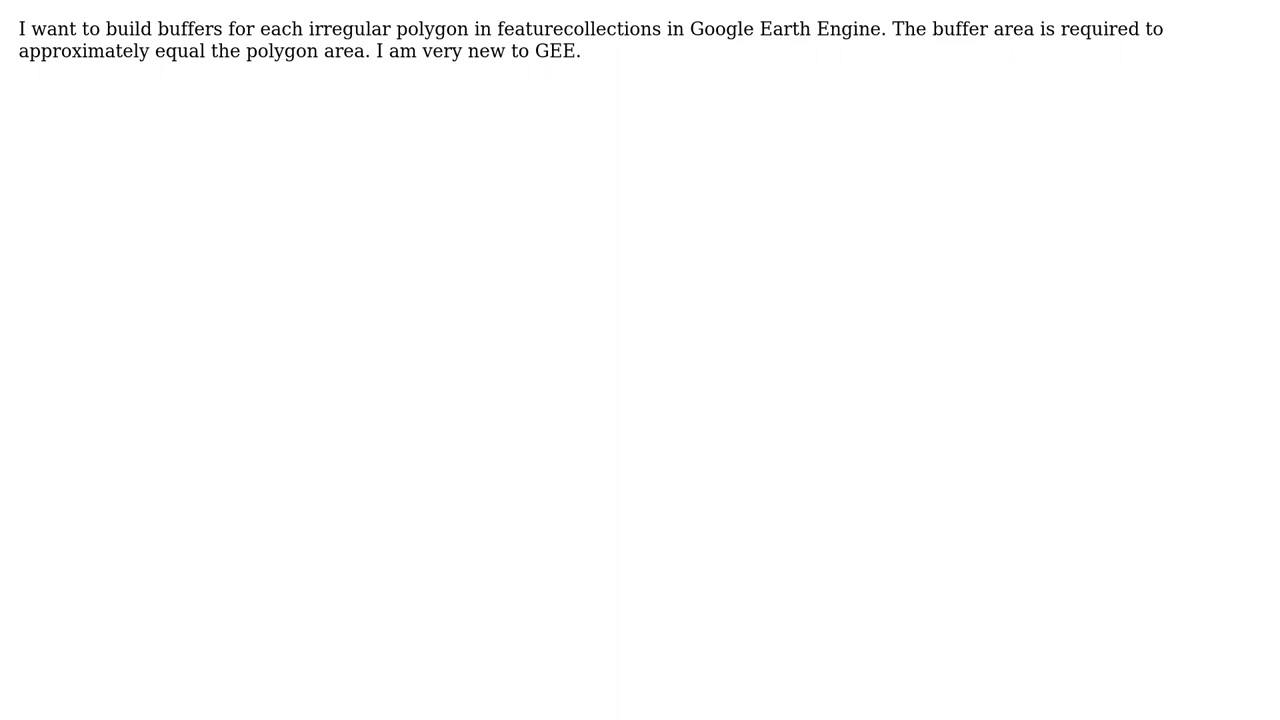 I want to build buffers for each irregular polygon in featurecollections in Google Earth Engine. The buffer area is required to
approximately equal the polygon area. I am very new to GEE.